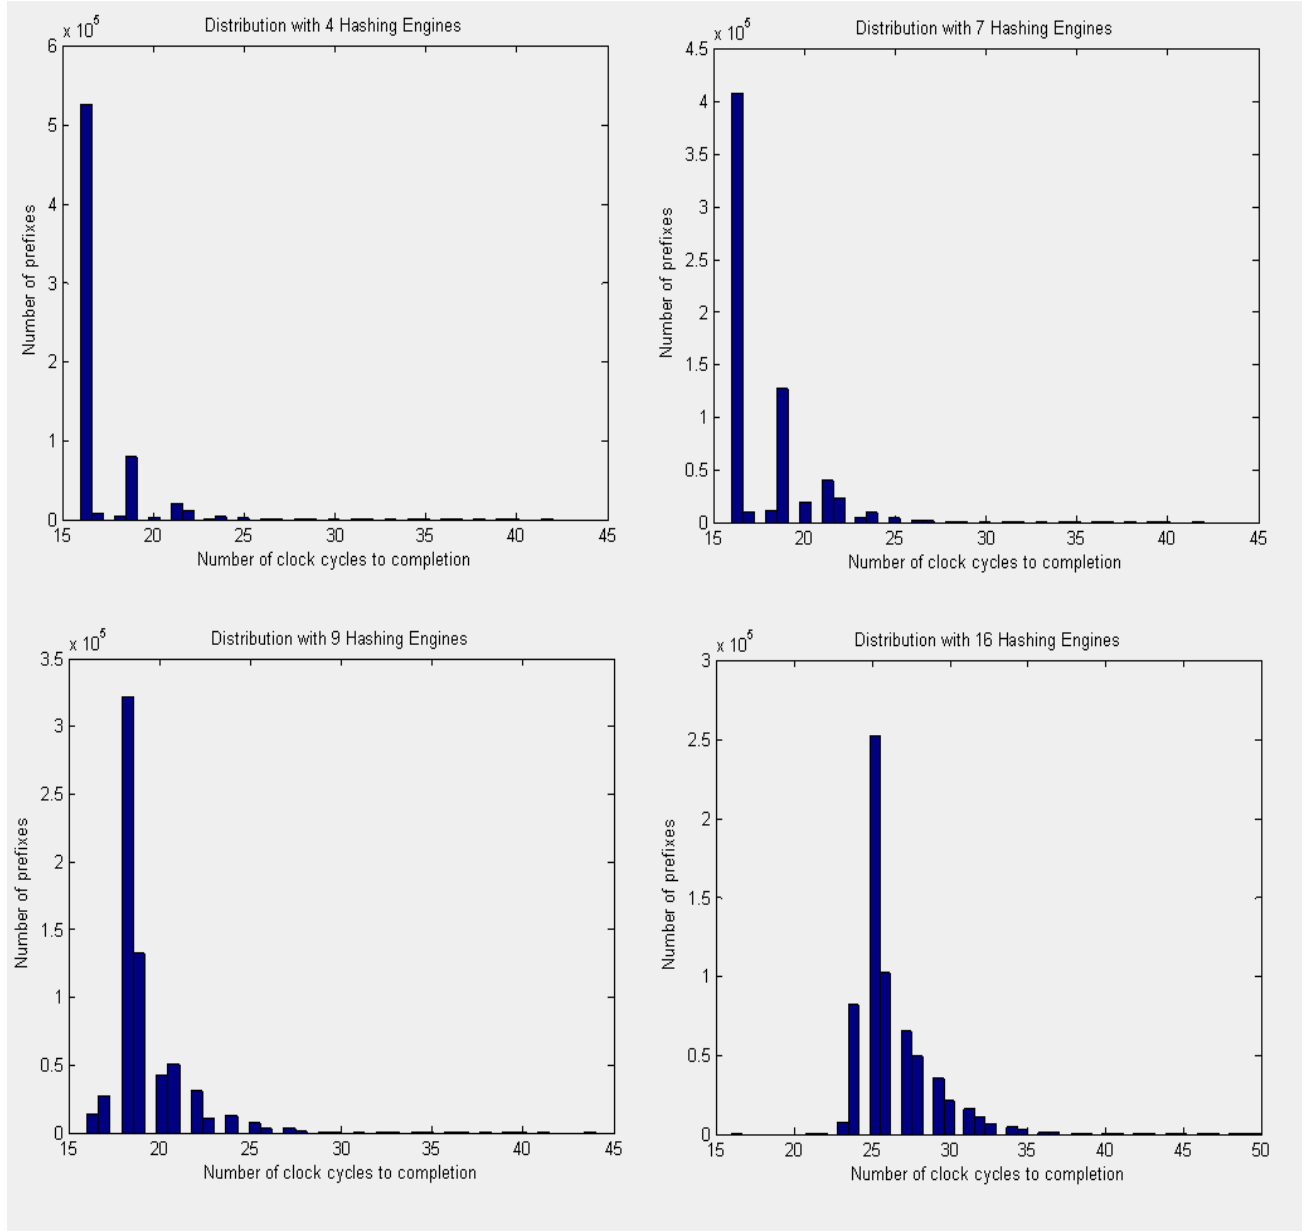 Distribution with 4 Hashing Engines
x 10^5
6
5
4
3
2
1
0
15 20 25 30 35 40 45
Number of prefixes
Number of clock cycles to completion
Distribution with 7 Hashing Engines
x 10^5
4.5
4
3.5
3
2.5
2
1.5
1
0.5
0
15 20 25 30 35 40 45
Number of prefixes
Number of clock cycles to completion
Distribution with 9 Hashing Engines
x 10^5
3.5
3
2.5
2
1.5
1
0.5
0
15 20 25 30 35 40 45
Number of prefixes
Number of clock cycles to completion
Distribution with 16 Hashing Engines
x 10^5
3
2.5
2
1.5
1
0.5
0
15 20 25 30 35 40 45 50
Number of prefixes
Number of clock cycles to completion